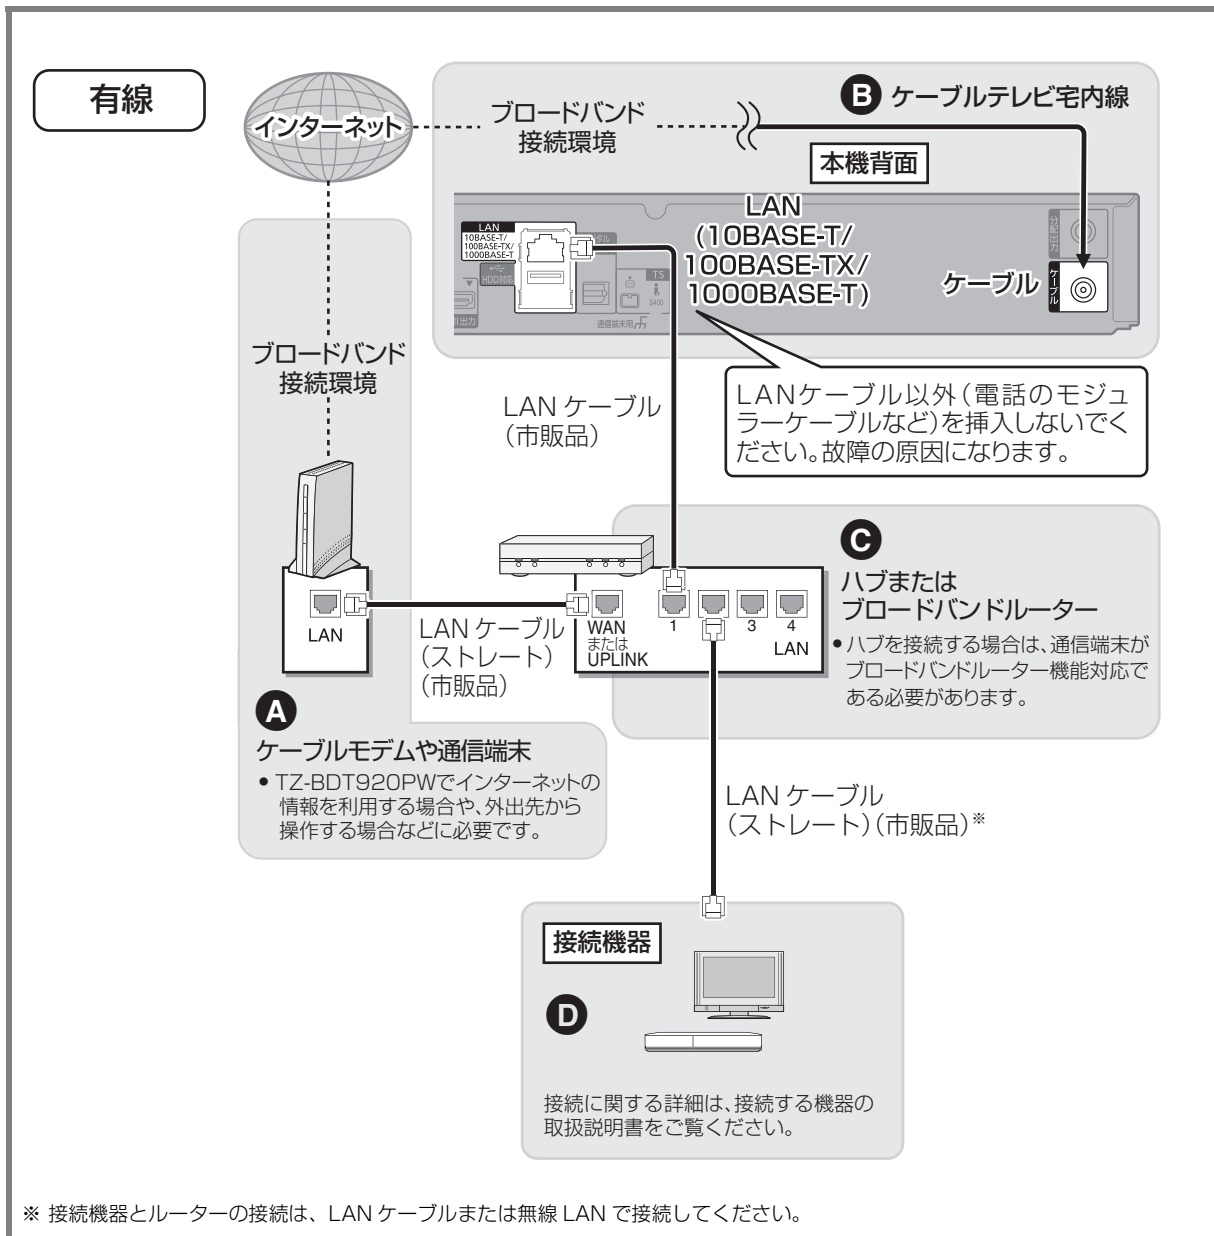 有線
インターネット
ブロードバンド
接続環境
B ケーブルテレビ宅内線
本機背面
LAN
10BASE-T/
100BASE-TX/
1000BASE-T
HDD対応
TS
S400
通信端末用
LAN
(10BASE-T/
100BASE-TX/
1000BASE-T)
分配出力
ケーブル
ケーブル
ブロードバンド
接続環境
LAN ケーブル
(市販品)
LANケーブル以外(電話のモジュ
ラーケーブルなど)を挿入しないでく
ださい。故障の原因になります。
C
ハブまたは
ブロードバンドルーター
●ハブを接続する場合は、通信端末が
ブロードバンドルーター機能対応で
ある必要があります。
LAN
LAN ケーブル
(ストレート)
(市販品)
WAN
または
UPLINK
1
3
4
LAN
A
ケーブルモデムや通信端末
● TZ-BDT920PWでインターネットの
情報を利用する場合や、外出先から
操作する場合などに必要です。
LAN ケーブル
(ストレート)(市販品)※
接続機器
D
接続に関する詳細は、接続する機器の
取扱説明書をご覧ください。
※ 接続機器とルーターの接続は、LAN ケーブルまたは無線 LAN で接続してください。